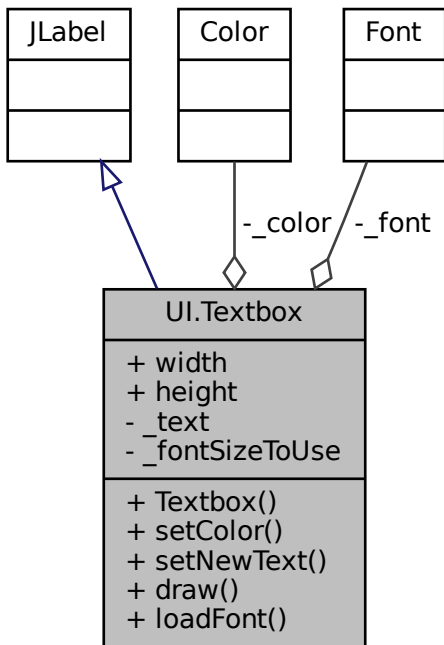 JLabel
Color
Font
-_color
-_font
UI.Textbox
+ width
+ height
- _text
- _fontSizeToUse
+ Textbox()
+ setColor()
+ setNewText()
+ draw()
+ loadFont()